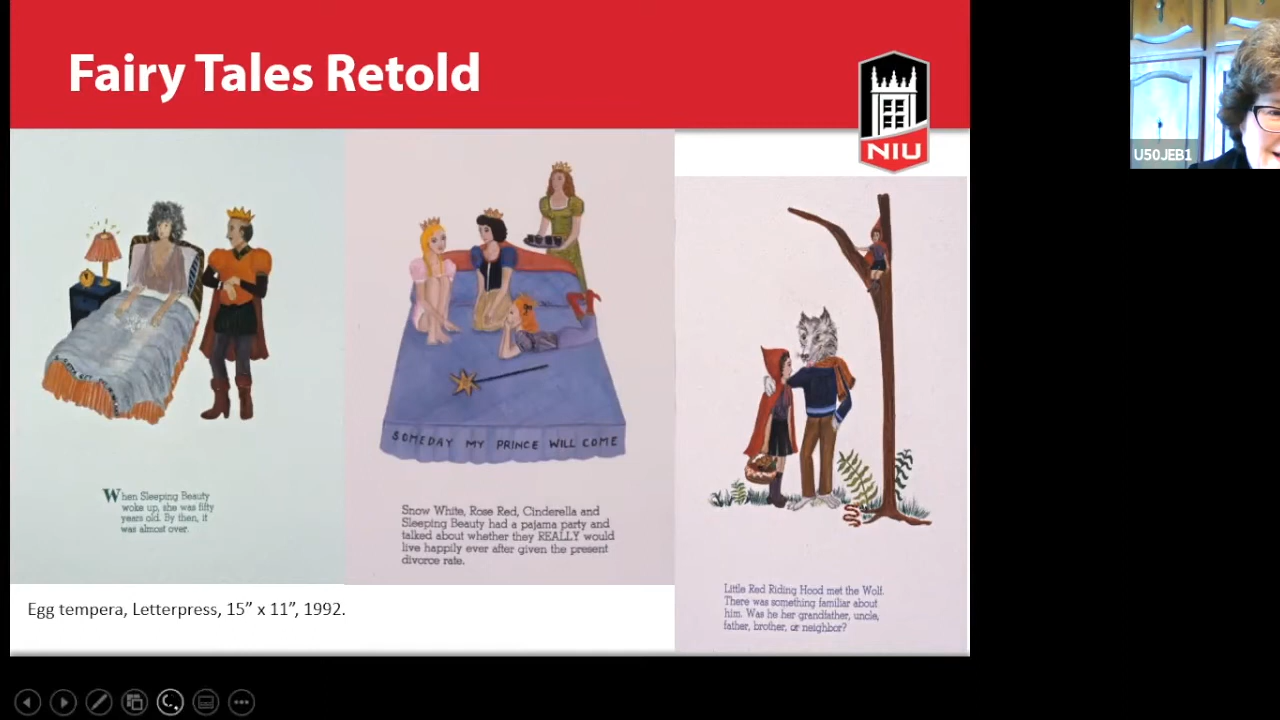 Fairy Tales Retold
NIU
U50JEB1
SOMEDAY MY PRINCE WILL COME
When Sleeping Beauty
woke up, she was fifty
years old. By then, it
was almost over.
Snow White, Rose Red, Cinderella and
Sleeping Beauty had a pajama party and
talked about whether they REALLY would
live happily ever after given the present
divorce rate.
Little Red Riding Hood met the Wolf.
There was something familiar about
him. Was he her grandfather, uncle,
father, brother, or neighbor?
Egg tempera, Letterpress, 15” x 11”, 1992.